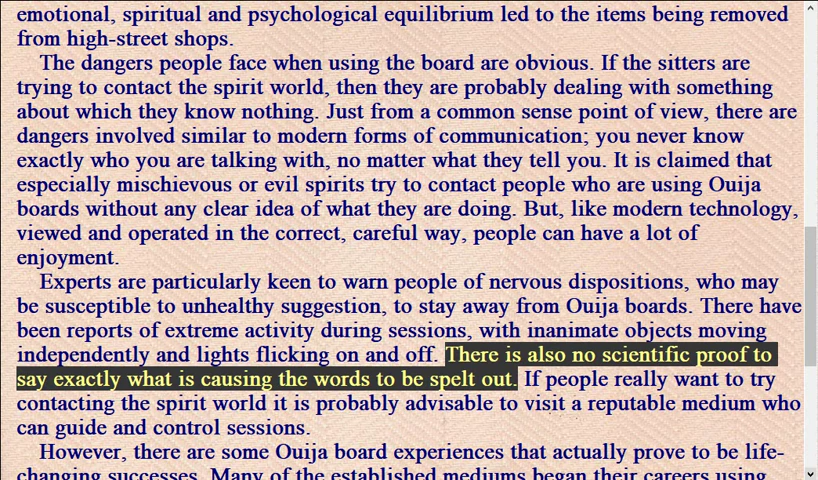 emotional, spiritual and psychological equilibrium led to the items being removed
from high-street shops.
The dangers people face when using the board are obvious. If the sitters are
trying to contact the spirit world, then they are probably dealing with something
about which they know nothing. Just from a common sense point of view, there are
dangers involved similar to modern forms of communication; you never know
exactly who you are talking with, no matter what they tell you. It is claimed that
especially mischievous or evil spirits try to contact people who are using Ouija
boards without any clear idea of what they are doing. But, like modern technology,
viewed and operated in the correct, careful way, people can have a lot of
enjoyment.
Experts are particularly keen to warn people of nervous dispositions, who may
be susceptible to unhealthy suggestion, to stay away from Ouija boards. There have
been reports of extreme activity during sessions, with inanimate objects moving
independently and lights flicking on and off. There is also no scientific proof to
say exactly what is causing the words to be spelt out. If people really want to try
contacting the spirit world it is probably advisable to visit a reputable medium who
can guide and control sessions.
However, there are some Ouija board experiences that actually prove to be life-
changing successes. Many of the established mediums began their careers using